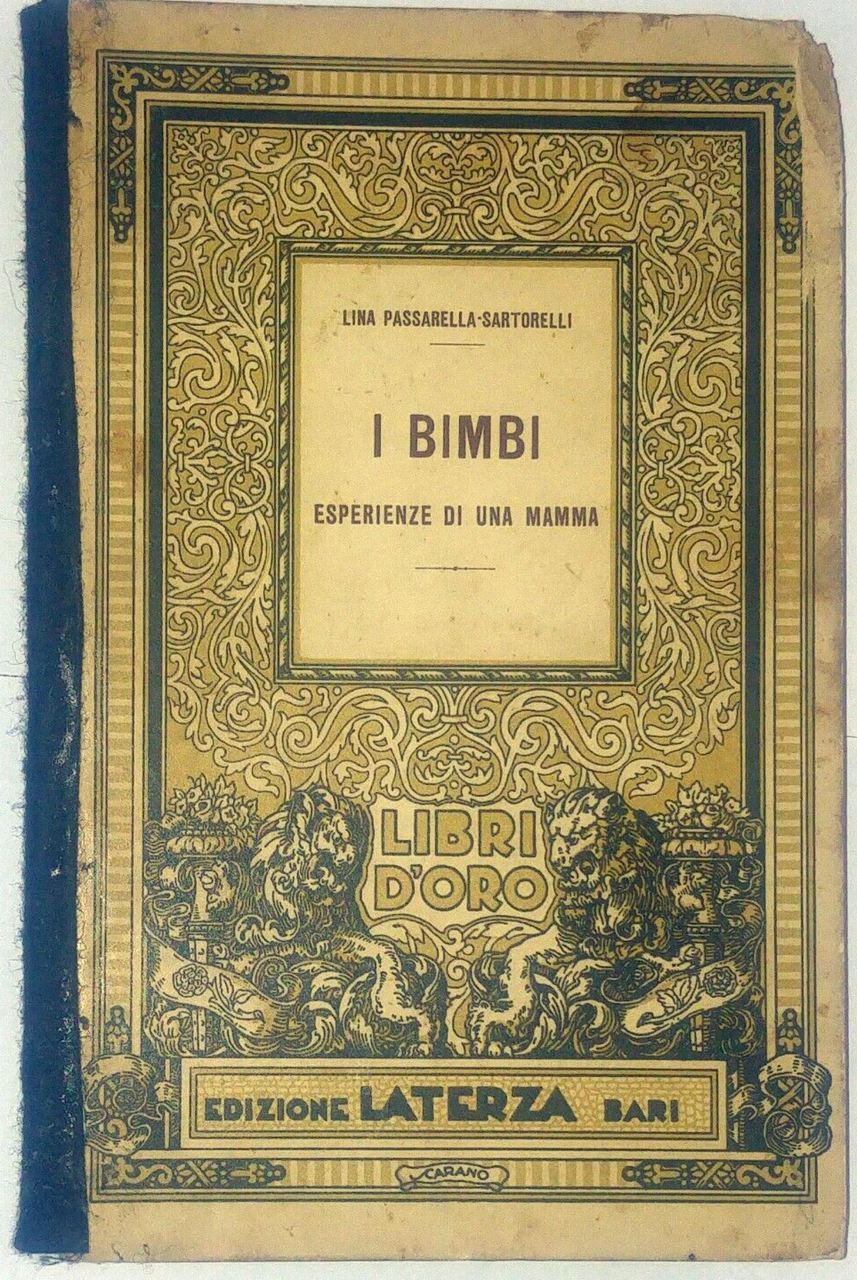 LINA PASSARELLA-SARTORELLI
I BIMBI
ESPERIENZE DI UNA MAMMA
LIBRI
D'ORO
EDIZIONE LATERZA BARI
CARANO